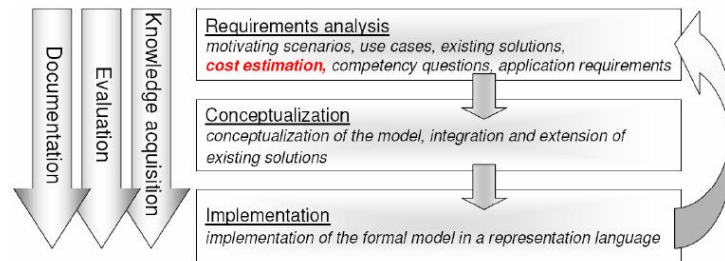 Documentation
Evaluation
Knowledge acquisition
Requirements analysis
motivating scenarios, use cases, existing solutions,
cost estimation, competency questions, application requirements
Conceptualization
conceptualization of the model, integration and extension of
existing solutions
Implementation
implementation of the formal model in a representation language